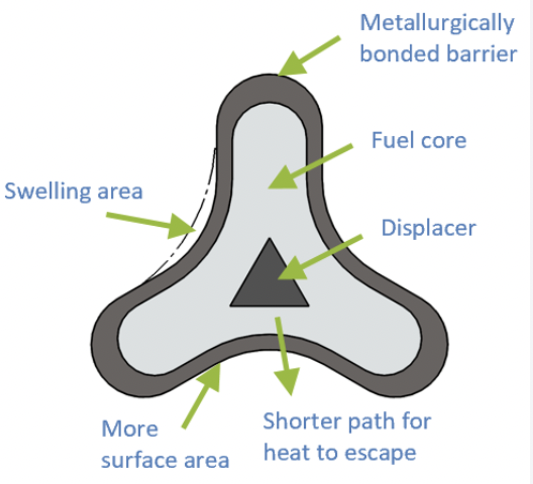 Metallurgically
bonded barrier
Fuel core
Swelling area
Displacer
More
surface area
Shorter path for
heat to escape